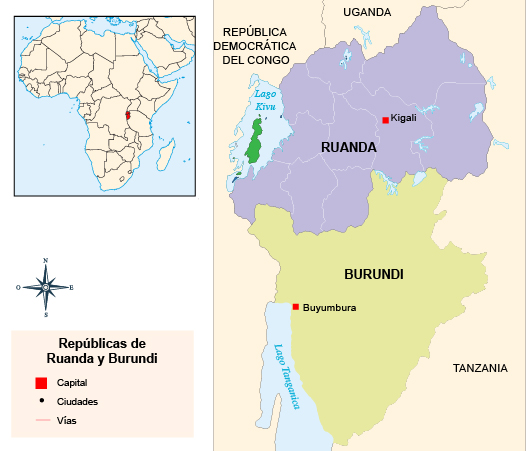 UGANDA
REPÚBLICA
DEMOCRÁTICA
DEL CONGO
Lago
Kivu
Kigali
RUANDA
BURUNDI
Buyumbura
Lago Tanganica
TANZANIA
N
O
E
S
Repúblicas de
Ruanda y Burundi
Capital
Ciudades
Vías